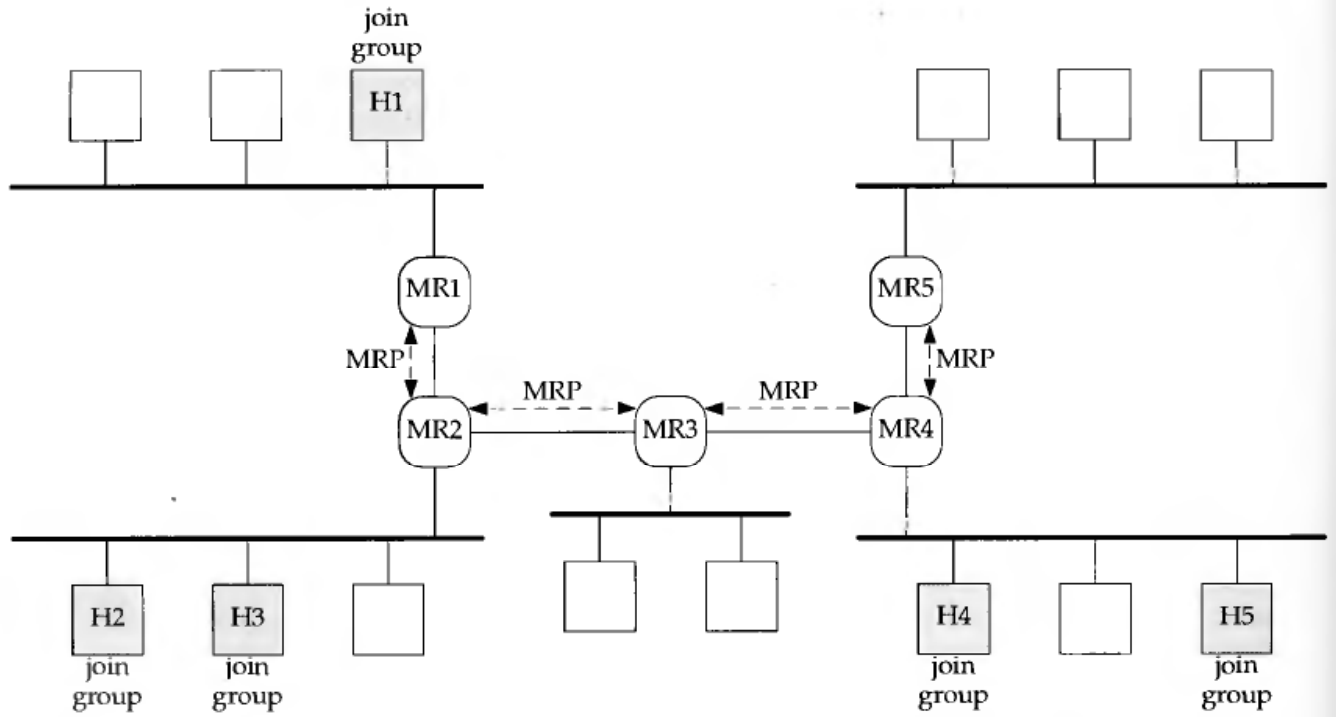 join
group
H1
MR1
MR5
MRP
MRP
MRP
MRP
MR2
MR3
MR4
H2
H3
H4
H5
join
group
join
group
join
group
join
group